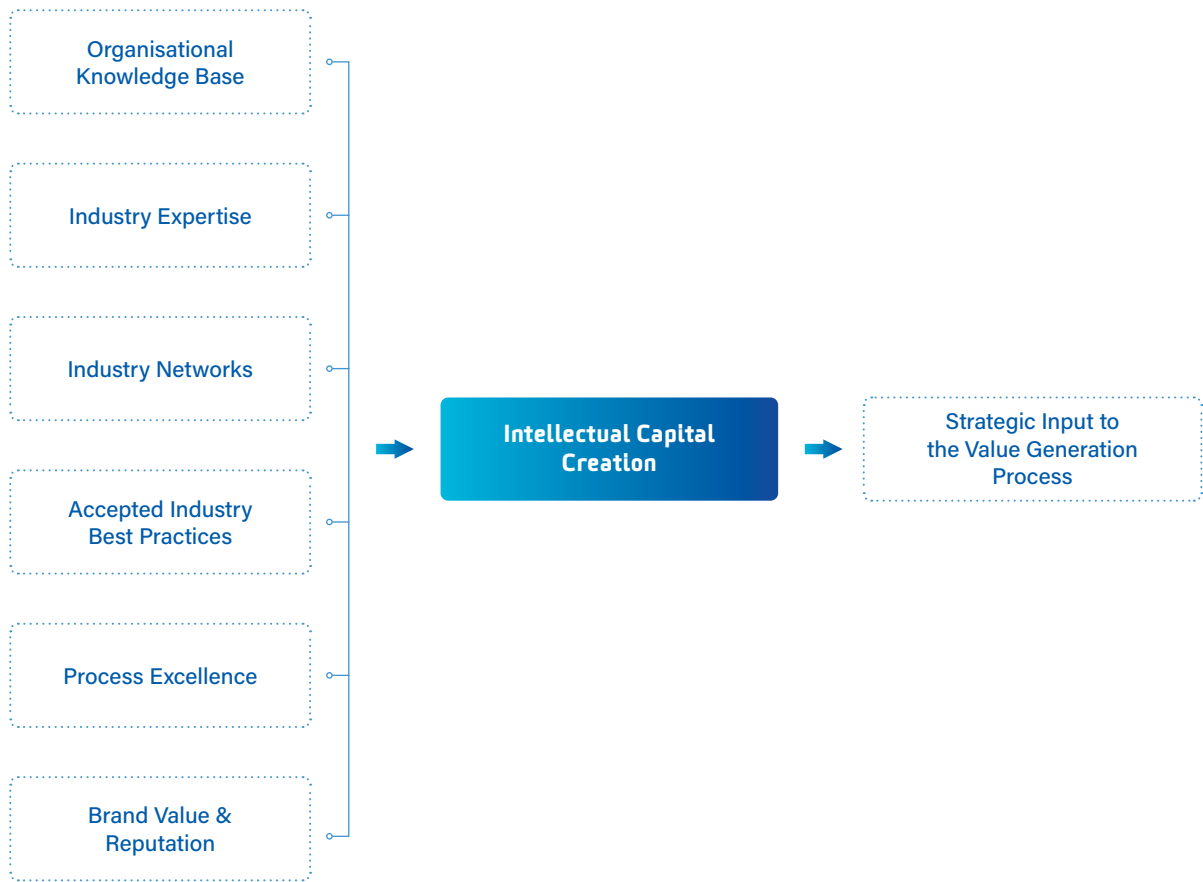 Organisational
Knowledge Base
Industry Expertise
Industry Networks
Accepted Industry
Best Practices
Process Excellence
Brand Value &
Reputation
Intellectual Capital
Creation
Strategic Input to
the Value Generation
Process